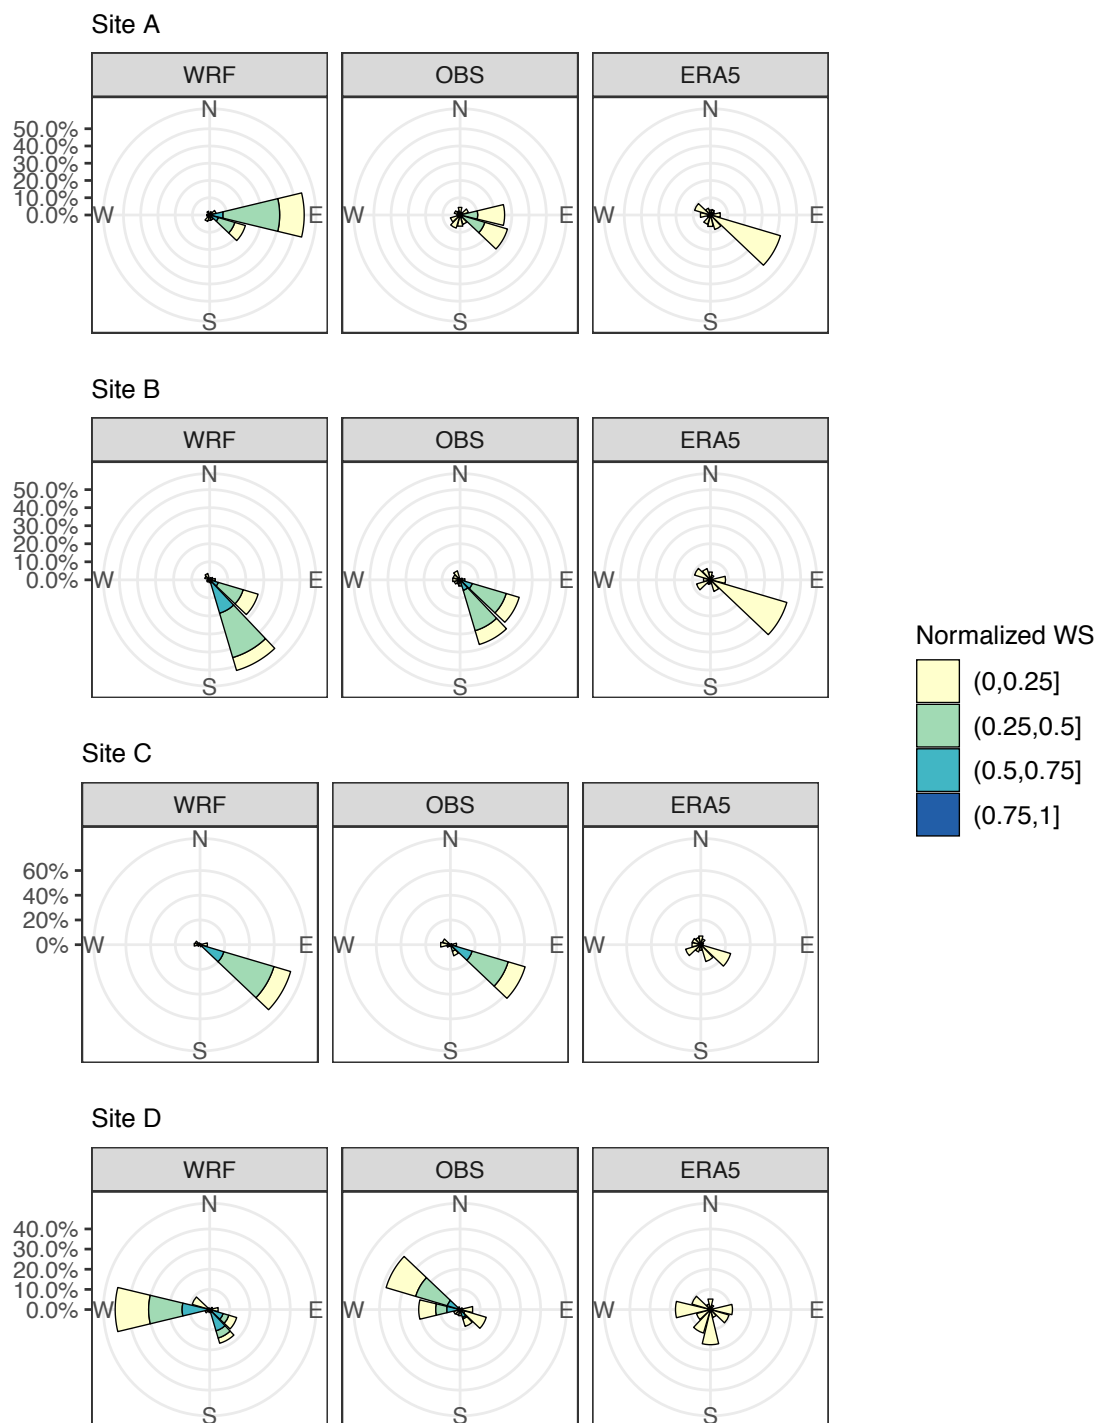 Site A
WRF OBS ERA5
N N N
50.0%
40.0%
30.0%
20.0%
10.0%
0.0% W E W E W E
S S S
Site B
WRF OBS ERA5
N N N
50.0%
40.0%
30.0%
20.0%
10.0%
0.0% W E W E W E
S S S
Normalized WS
(0,0.25]
(0.25,0.5]
(0.5,0.75]
(0.75,1]
Site C
WRF OBS ERA5
N N N
60%
40%
20%
0% W E W E W E
S S S
Site D
WRF OBS ERA5
N N N
40.0%
30.0%
20.0%
10.0%
0.0% W E W E W E
S S S